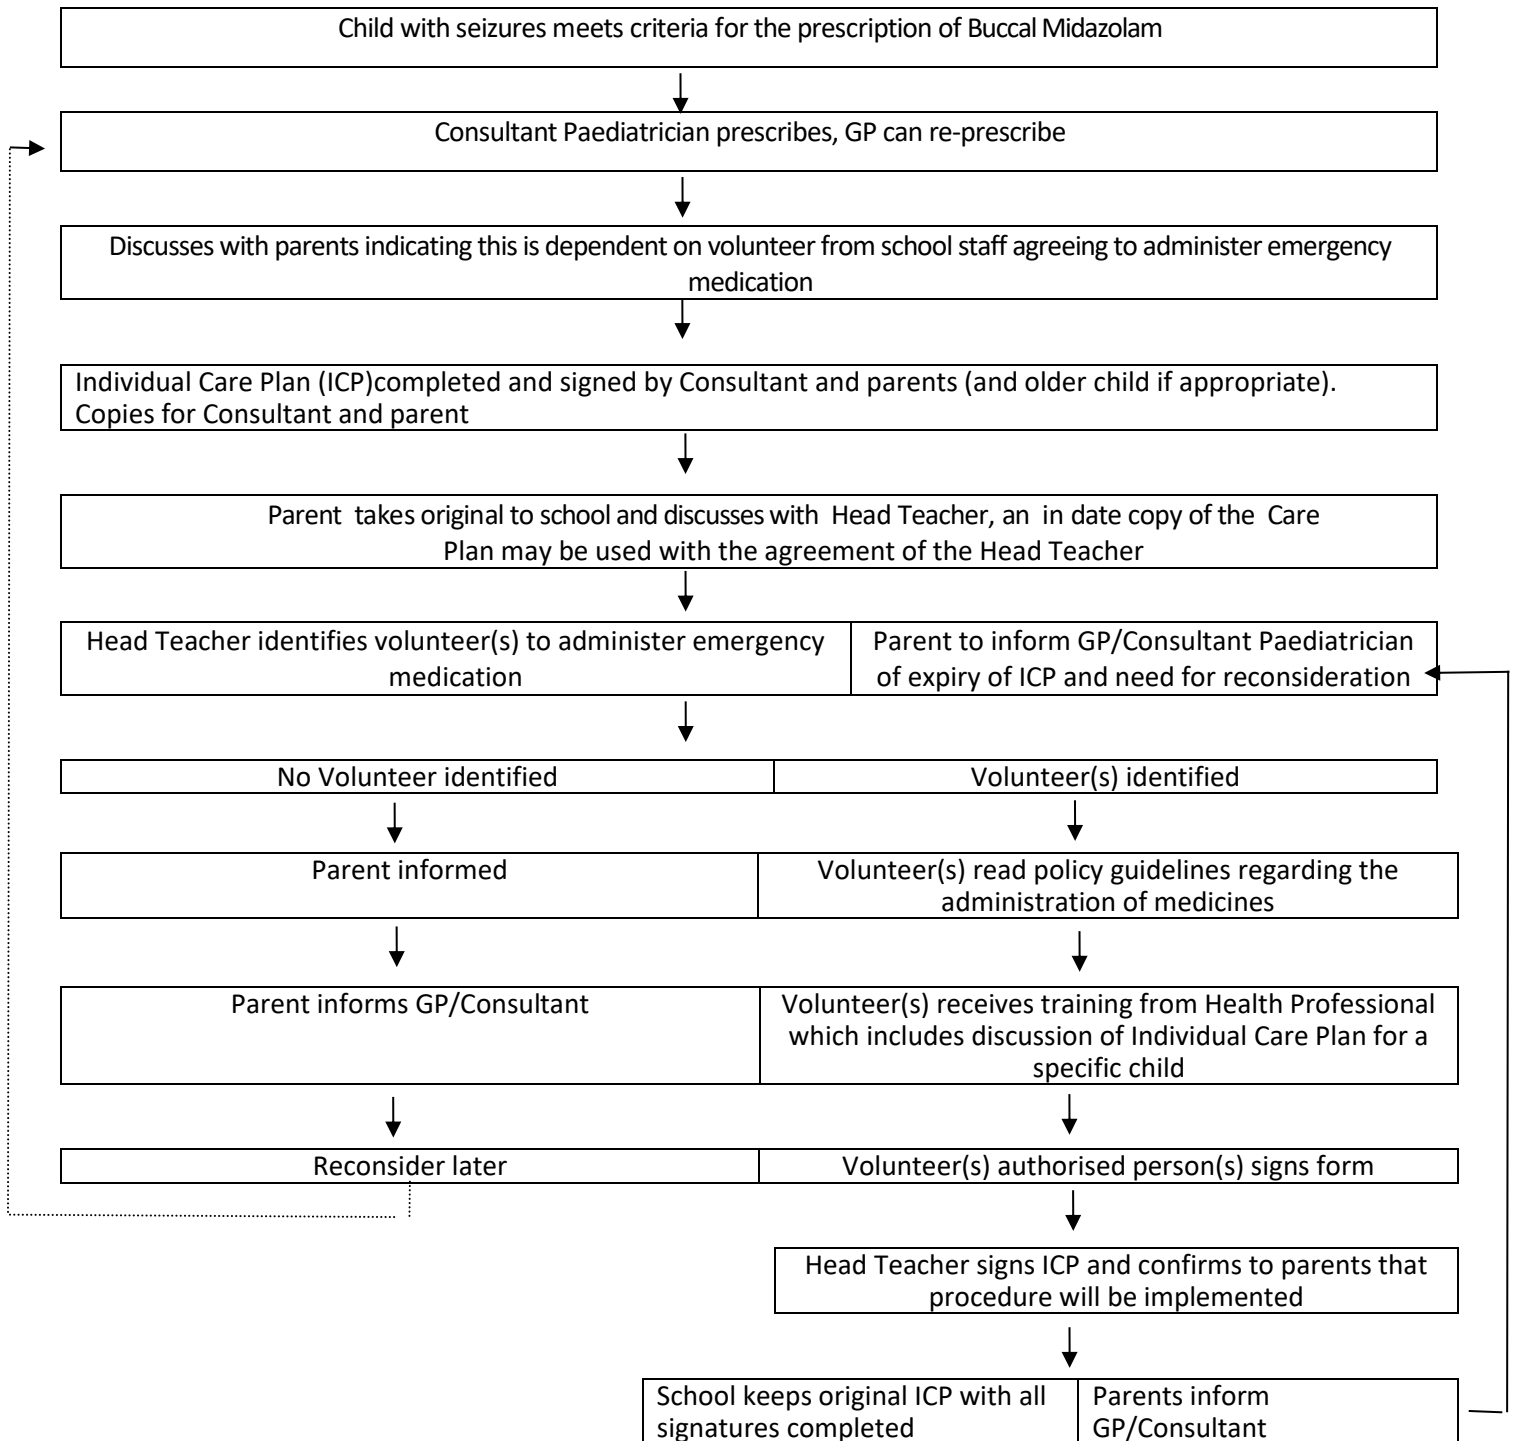 Child with seizures meets criteria for the prescription of Buccal Midazolam
Consultant Paediatrician prescribes, GP can re-prescribe
Discusses with parents indicating this is dependent on volunteer from school staff agreeing to administer emergency
medication
Individual Care Plan (ICP)completed and signed by Consultant and parents (and older child if appropriate).
Copies for Consultant and parent
Parent takes original to school and discusses with Head Teacher, an in date copy of the Care
Plan may be used with the agreement of the Head Teacher
Head Teacher identifies volunteer(s) to administer emergency
medication
Parent to inform GP/Consultant Paediatrician
of expiry of ICP and need for reconsideration
No Volunteer identified
Volunteer(s) identified
Parent informed
Volunteer(s) read policy guidelines regarding the
administration of medicines
Parent informs GP/Consultant
Volunteer(s) receives training from Health Professional
which includes discussion of Individual Care Plan for a
specific child
Reconsider later
Volunteer(s) authorised person(s) signs form
Head Teacher signs ICP and confirms to parents that
procedure will be implemented
School keeps original ICP with all
signatures completed
Parents inform
GP/Consultant